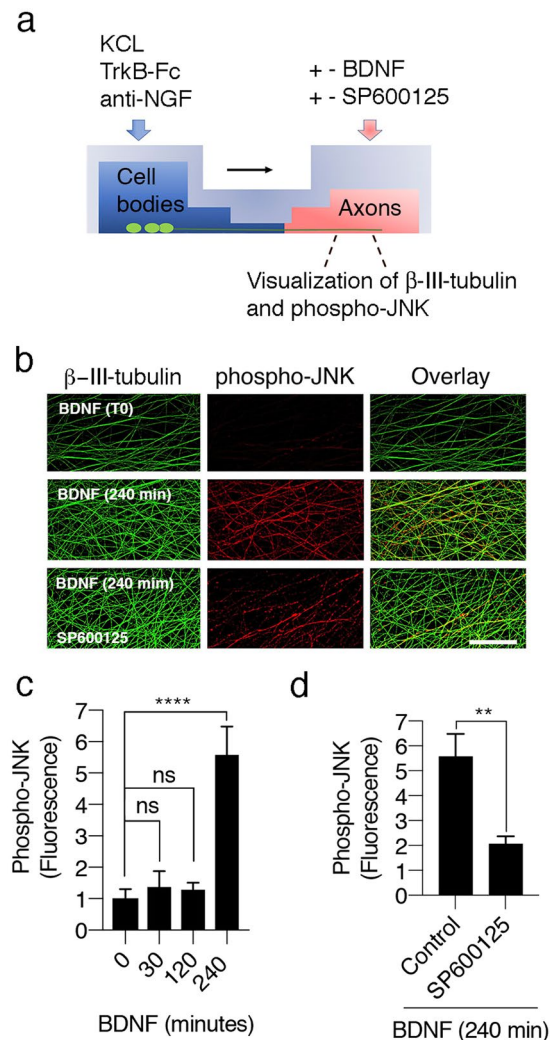 a
KCL
TrkB-Fc
anti-NGF
+ - BDNF
+ - SP600125
Cell
bodies
Axons
Visualization of β-III-tubulin
and phospho-JNK
b
β–III-tubulin
phospho-JNK
Overlay
BDNF (T0)
BDNF (240 min)
BDNF (240 mim)
SP600125
c
Phospho-JNK
(Fluorescence)
7
6
5
4
3
2
1
0
****
ns
ns
0
30
120
240
BDNF (minutes)
d
Phospho-JNK
(Fluorescence)
7
6
5
4
3
2
1
0
**
Control
SP600125
BDNF (240 min)